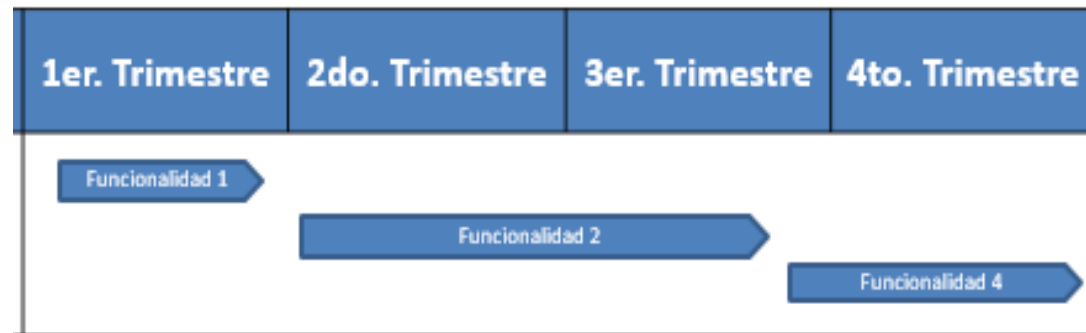 1er. Trimestre
2do. Trimestre
3er. Trimestre
4to. Trimestre
Funcionalidad 1
Funcionalidad 2
Funcionalidad 4